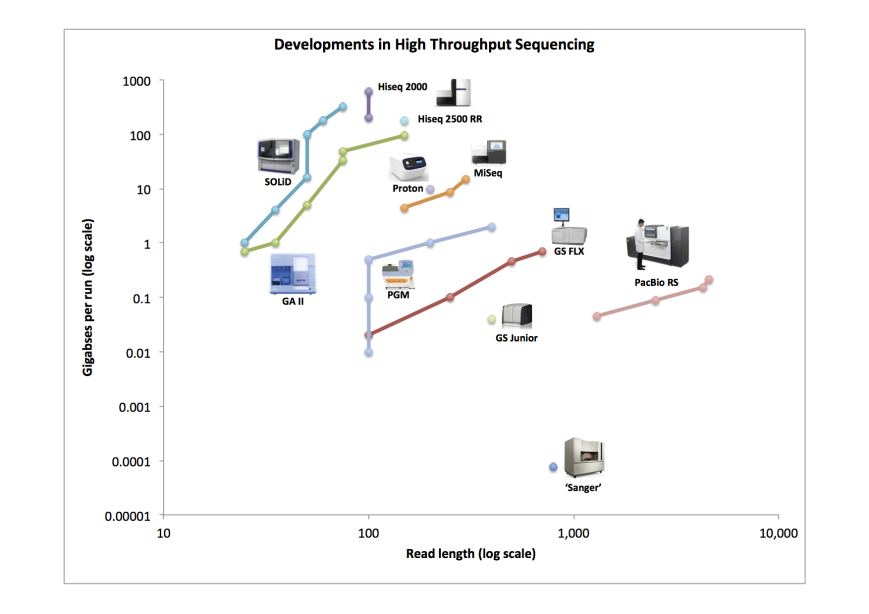 Developments in High Throughput Sequencing
1000
100
10
1
0.1
0.01
0.001
0.0001
0.00001
Gigabses per run (log scale)
Hiseq 2000
Hiseq 2500 RR
SOLiD
Proton
MiSeq
GS FLX
PacBio RS
GA II
PGM
GS Junior
‘Sanger’
10
100
1,000
10,000
Read length (log scale)